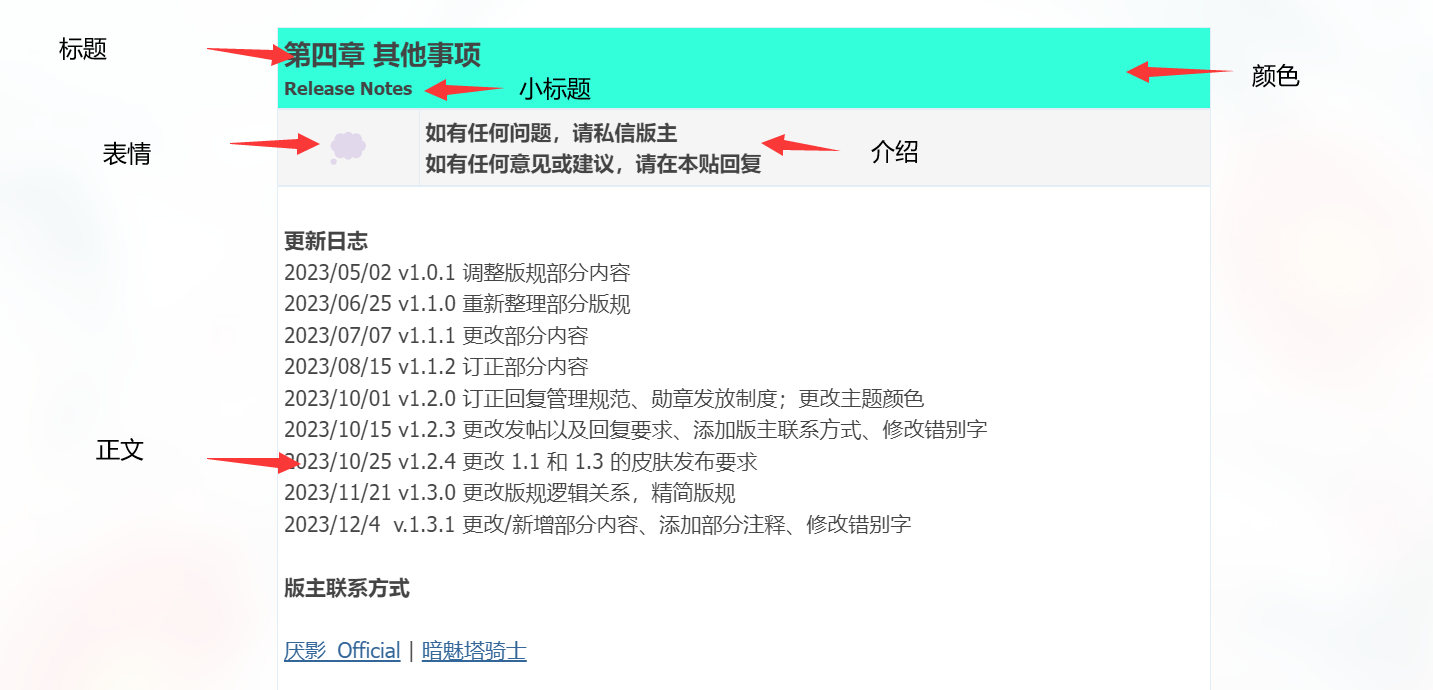 标题
第四章 其他事项
颜色
Release Notes
小标题
表情
如有任何问题，请私信版主
介绍
如有任何意见或建议，请在本贴回复
更新日志
2023/05/02 v1.0.1 调整版规部分内容
2023/06/25 v1.1.0 重新整理部分版规
2023/07/07 v1.1.1 更改部分内容
2023/08/15 v1.1.2 订正部分内容
2023/10/01 v1.2.0 订正回复管理规范、勋章发放制度；更改主题颜色
2023/10/15 v1.2.3 更改发帖以及回复要求、添加版主联系方式、修改错别字
正文
2023/10/25 v1.2.4 更改 1.1 和 1.3 的皮肤发布要求
2023/11/21 v1.3.0 更改版规逻辑关系，精简版规
2023/12/4  v.1.3.1 更改/新增部分内容、添加部分注释、修改错别字
版主联系方式
厌影_Official | 暗魅塔骑士